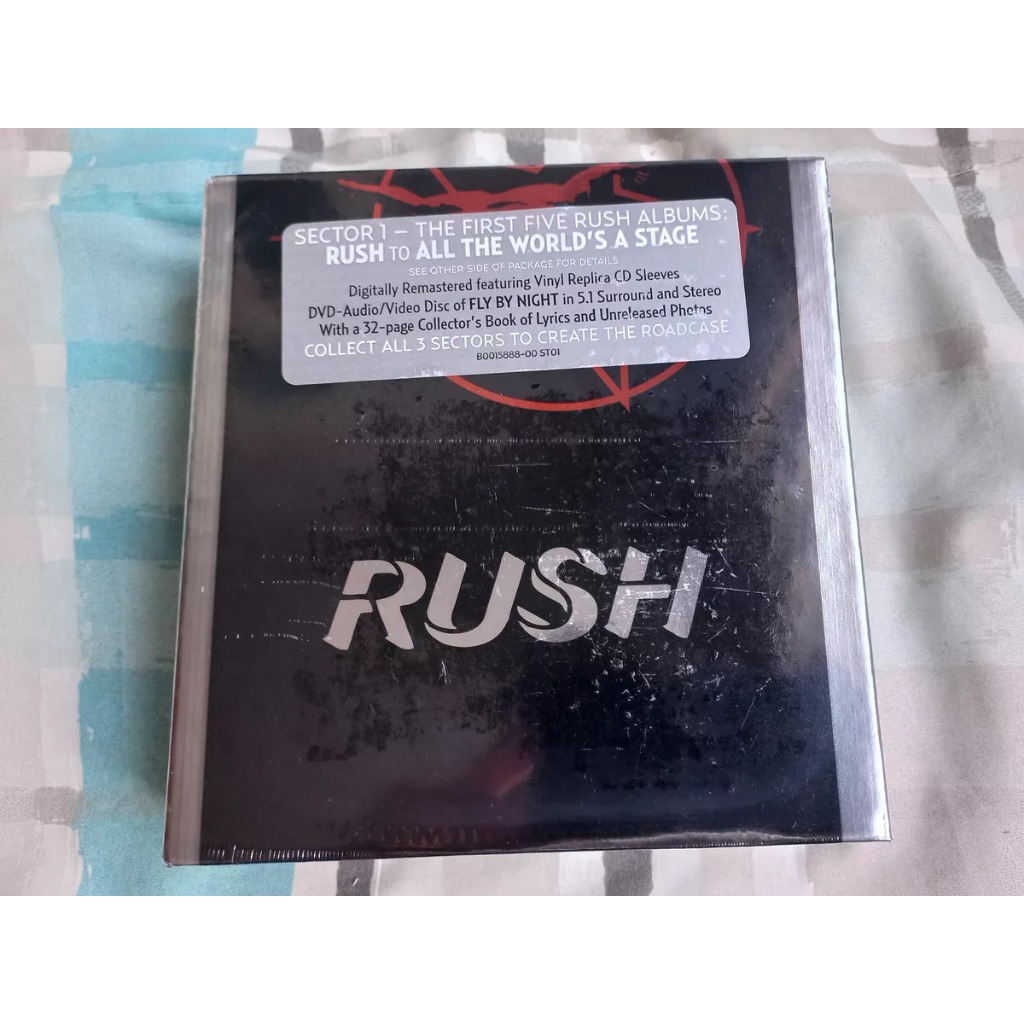 SECTOR 1 – THE FIRST FIVE RUSH ALBUMS:
RUSH TO ALL THE WORLD'S A STAGE
SEE OTHER SIDE OF PACKAGE FOR DETAILS
Digitally Remastered featuring Vinyl Replica CD Sleeves
DVD-Audio/Video Disc of FLY BY NIGHT in 5.1 Surround and Stereo
With a 32-page Collector's Book of Lyrics and Unreleased Photos
COLLECT ALL 3 SECTORS TO CREATE THE ROADCASE
B0015888-00 ST01
RUSH